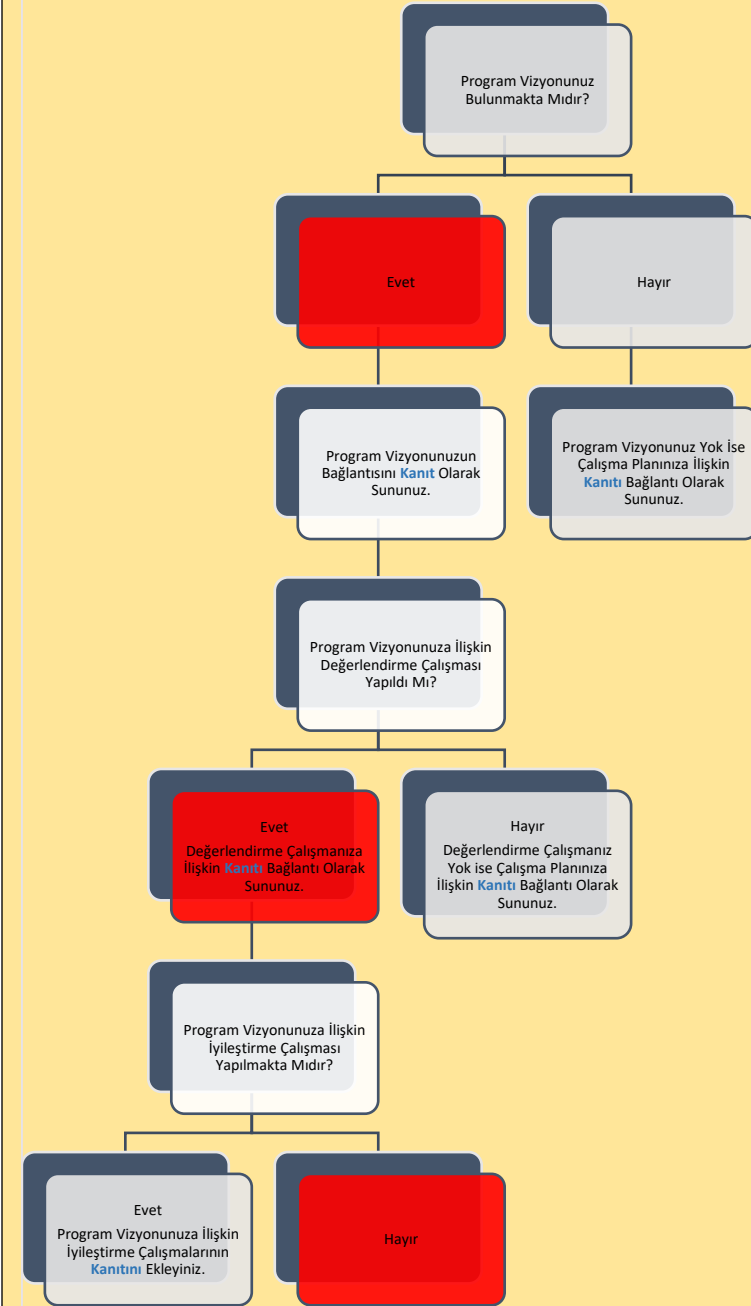 Program Vizyonunuz
Bulunmakta Mıdır?
Evet
Hayır
Program Vizyonunuzun
Bağlantısını Kanıt Olarak
Sununuz.
Program Vizyonunuz Yok İse
Çalışma Planınıza İlişkin
Kanıtı Bağlantı Olarak
Sununuz.
Program Vizyonunuza İlişkin
Değerlendirme Çalışması
Yapıldı Mı?
Evet
Değerlendirme Çalışmanıza
İlişkin Kanıtı Bağlantı Olarak
Sununuz.
Hayır
Değerlendirme Çalışmanız
Yok ise Çalışma Planınıza
İlişkin Kanıtı Bağlantı Olarak
Sununuz.
Program Vizyonunuza İlişkin
İyileştirme Çalışması
Yapılmakta Mıdır?
Evet
Program Vizyonunuza İlişkin
İyileştirme Çalışmalarının
Kanıtını Ekleyiniz.
Hayır